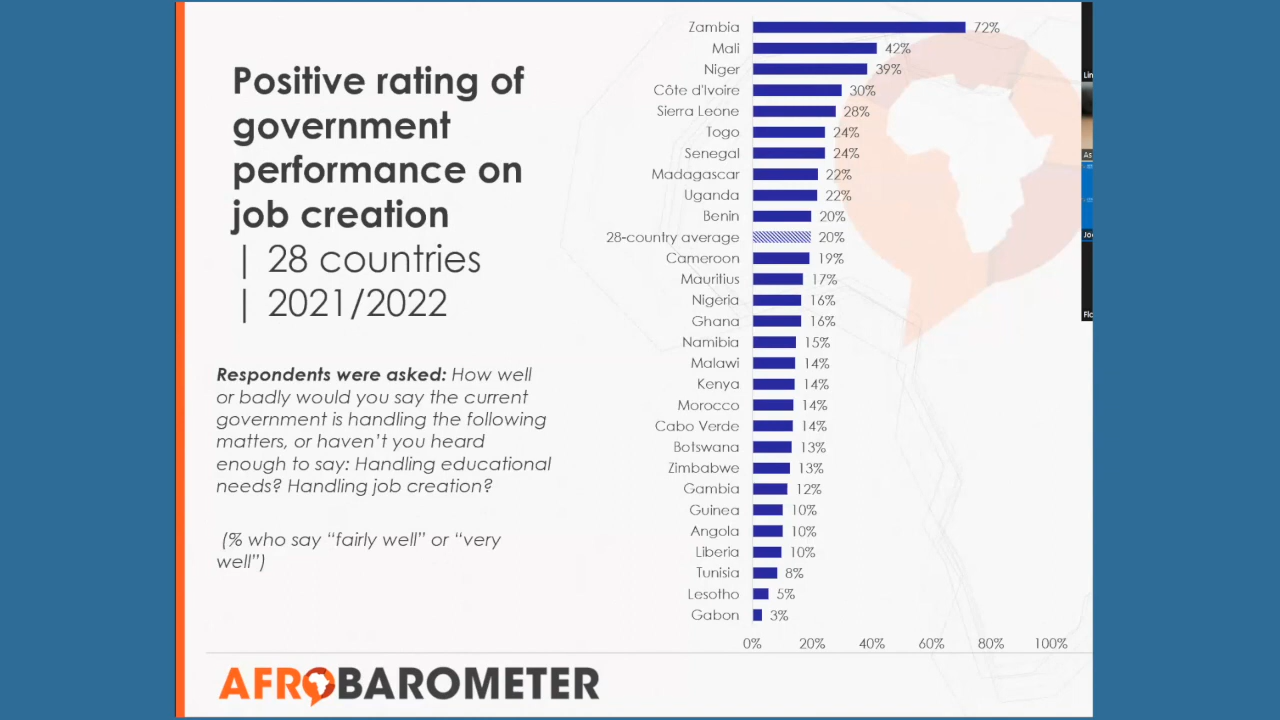 Positive rating of
government
performance on
job creation
| 28 countries
| 2021/2022
Respondents were asked: How well
or badly would you say the current
government is handling the following
matters, or haven’t you heard
enough to say: Handling educational
needs? Handling job creation?
(% who say “fairly well” or “very
well”)
Zambia 72%
Mali 42%
Niger 39%
Côte d'Ivoire 30%
Sierra Leone 28%
Togo 24%
Senegal 24%
Madagascar 22%
Uganda 22%
Benin 20%
28-country average 20%
Cameroon 19%
Mauritius 17%
Nigeria 16%
Ghana 16%
Namibia 15%
Malawi 14%
Kenya 14%
Morocco 14%
Cabo Verde 14%
Botswana 13%
Zimbabwe 13%
Gambia 12%
Guinea 10%
Angola 10%
Liberia 10%
Tunisia 8%
Lesotho 5%
Gabon 3%
0% 20% 40% 60% 80% 100%
AFROBAROMETER